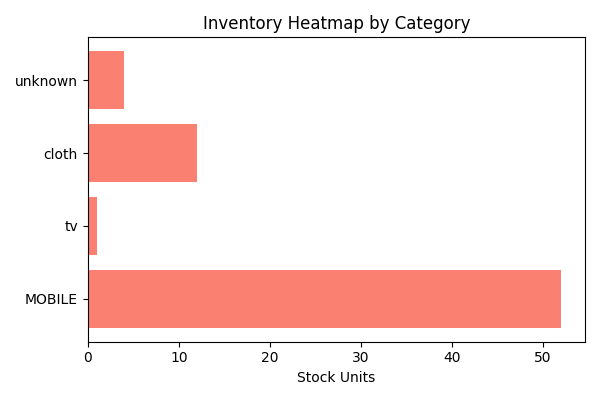 Inventory Heatmap by Category
unknown
cloth
tv
MOBILE
0 10 20 30 40 50
Stock Units